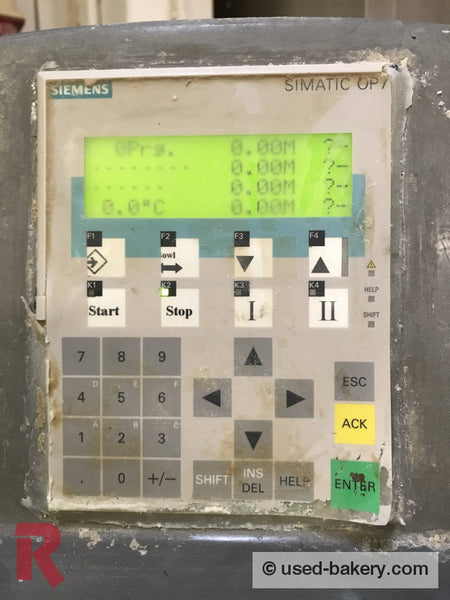 SIEMENS
SIMATIC OP7
0Prg. 0.00M ?-
------- 0.00M ?-
------- 0.00M ?-
0.0°C 0.00M ?-
F1 F2 F3 F4
owl
K1 K2 K3 K4
Start Stop I II
HELP
SHIFT
7 8 9
ESC
D E F
4 5 6
ACK
A B C
1 2 3
. 0 +/−
SHIFT INS DEL HELP
ENTER
R
© used-bakery.com